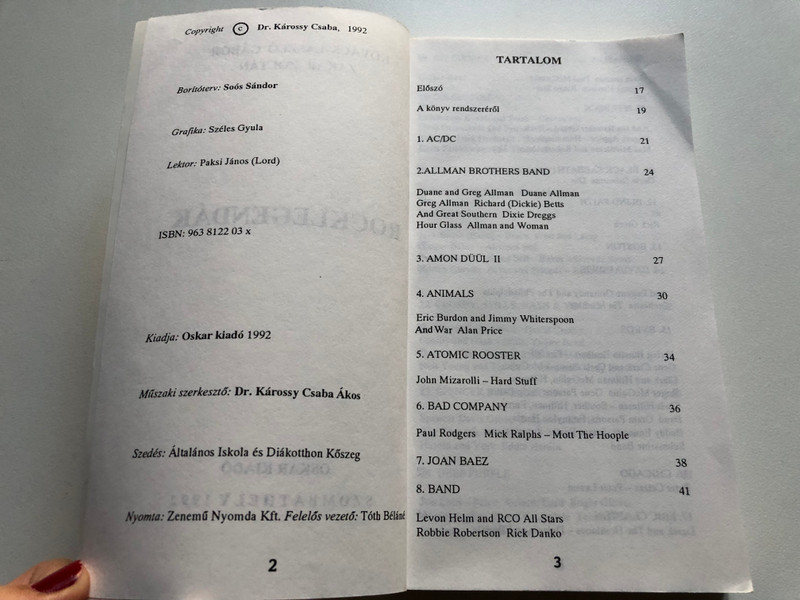 Copyright © Dr. Károssy Csaba, 1992
Borítóterv: Soós Sándor
Grafika: Széles Gyula
Lektor: Paksi János (Lord)
ISBN: 963 8122 03 x
Kiadja: Oskar kiadó 1992
Műszaki szerkesztő: Dr. Károssy Csaba Ákos
Szedés: Általános Iskola és Diákotthon Kőszeg
Nyomta: Zenemű Nyomda Kft. Felelős vezető: Tóth Béláné
2
TARTALOM
Előszó 17
A könyv rendszeréről 19
1. AC/DC 21
2.ALLMAN BROTHERS BAND 24
Duane and Greg Allman Duane Allman
Greg Allman Richard (Dickie) Betts
And Great Southern Dixie Dreggs
Hour Glass Allman and Woman
3. AMON DÜÜL II 27
4. ANIMALS 30
Eric Burdon and Jimmy Whiterspoon
And War Alan Price
5. ATOMIC ROOSTER 34
John Mizarolli – Hard Stuff
6. BAD COMPANY 36
Paul Rodgers Mick Ralphs – Mott The Hoople
7. JOAN BAEZ 38
8. BAND 41
Levon Helm and RCO All Stars
Robbie Robertson Rick Danko
3